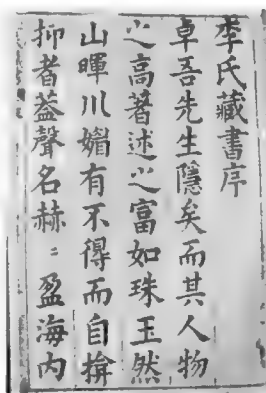 李氏藏書序
卓吾先生隱矣而其人物
之高著述之富如珠玉然
山暉川媚有不得而自揜
抑者蓋聲名赫〻盈海内